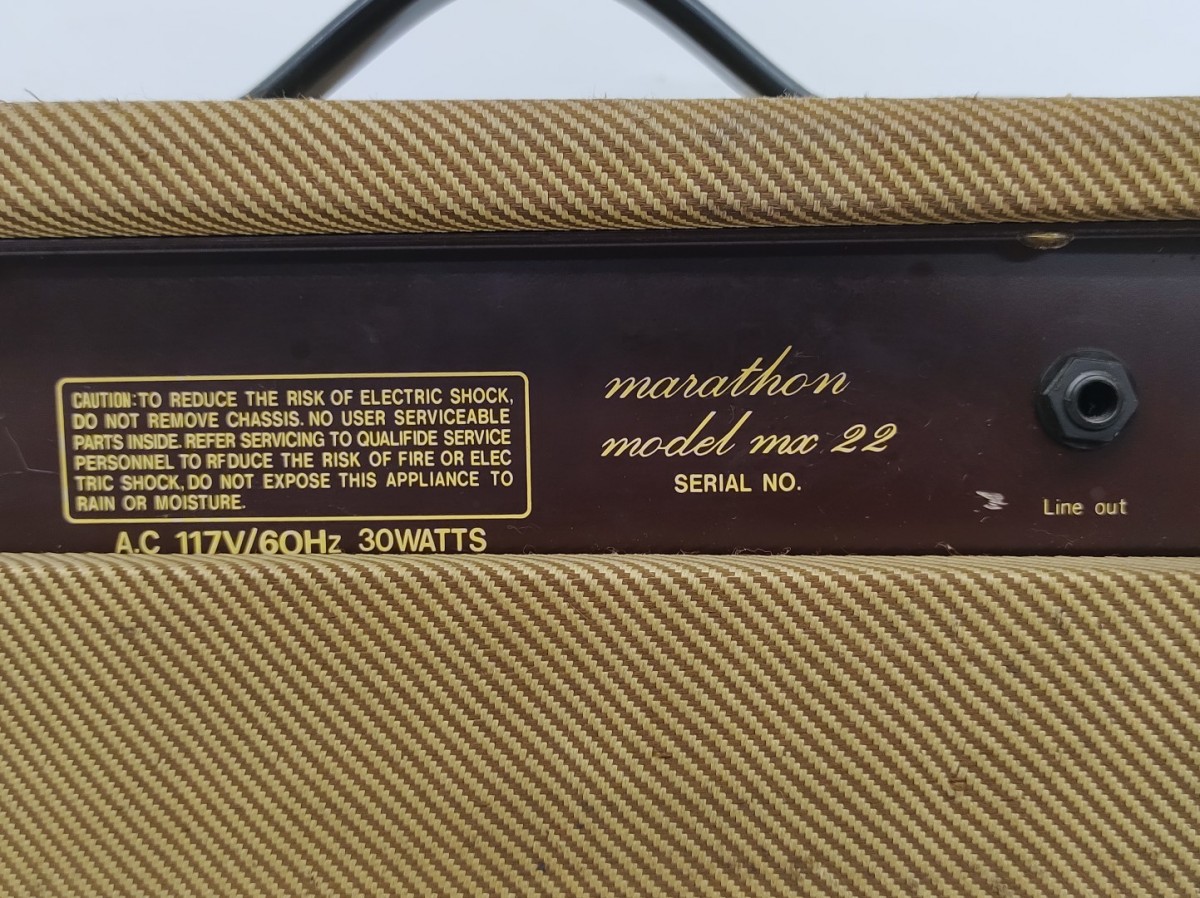 CAUTION: TO REDUCE THE RISK OF ELECTRIC SHOCK,
DO NOT REMOVE CHASSIS. NO USER SERVICEABLE
PARTS INSIDE. REFER SERVICING TO QUALIFIDE SERVICE
PERSONNEL TO RFDUCE THE RISK OF FIRE OR ELEC
TRIC SHOCK, DO NOT EXPOSE THIS APPLIANCE TO
RAIN OR MOISTURE.
A.C 117V/60Hz 30WATTS
marathon
model mx 22
SERIAL NO.
Line out